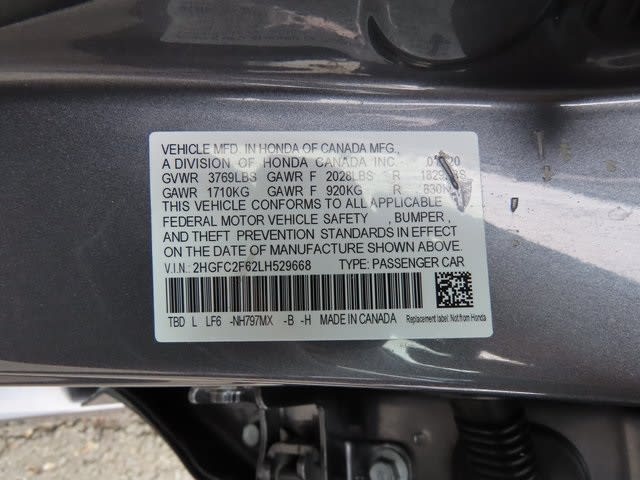 VEHICLE MFD. IN HONDA OF CANADA MFG.,
A DIVISION OF HONDA CANADA INC.
GVWR 3769LBS GAWR F 2028LBS R
GAWR 1710KG GAWR F 920KG R 830KG
THIS VEHICLE CONFORMS TO ALL APPLICABLE
FEDERAL MOTOR VEHICLE SAFETY , BUMPER,
AND THEFT PREVENTION STANDARDS IN EFFECT
ON THE DATE OF MANUFACTURE SHOWN ABOVE.
V.I.N.: 2HGFC2F62LH529668 TYPE: PASSENGER CAR
TBD L LF6 -NH797MX -B -H MADE IN CANADA Replacement label: Not from Honda